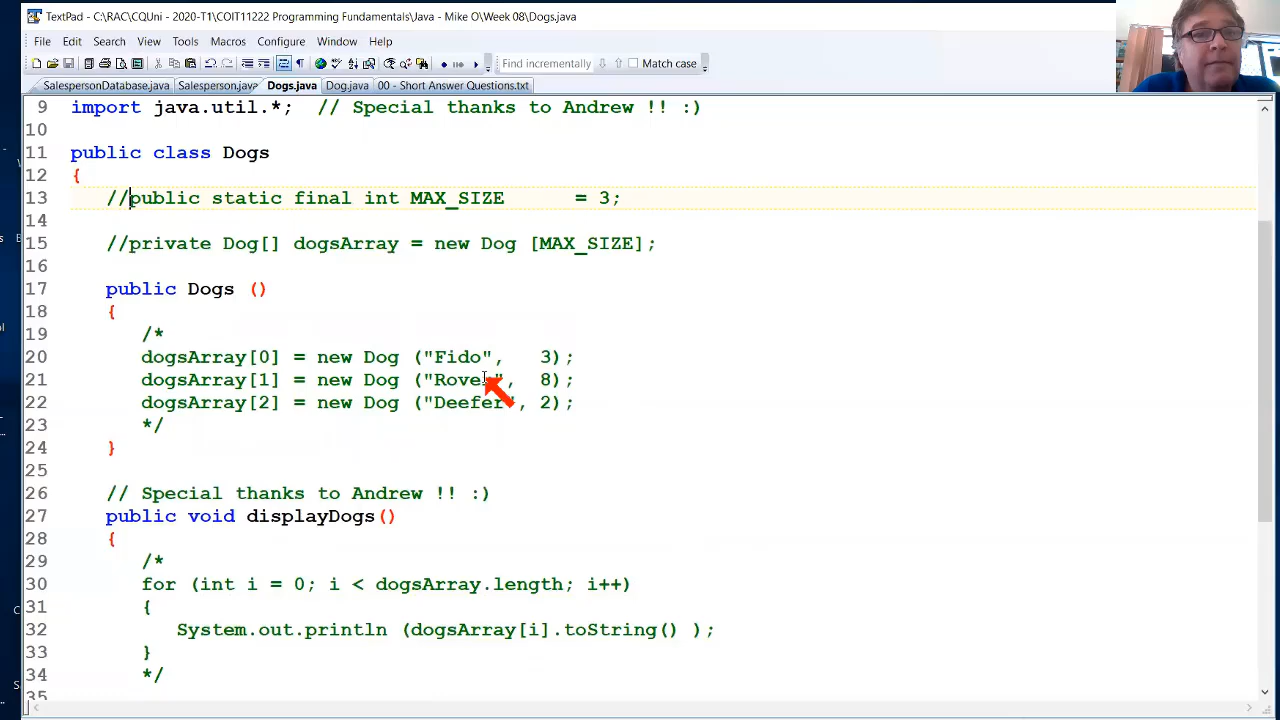 TextPad - C:\RAC\CQUni - 2020-T1\COIT11222 Programming Fundamentals\Java - Mike O\Week 08\Dogs.java
File Edit Search View Tools Macros Configure Window Help
Find incrementally Match case
SalespersonDatabase.java Salesperson.java Dogs.java Dog.java 00 - Short Answer Questions.txt
9 import java.util.*; // Special thanks to Andrew !! :)
10
11 public class Dogs
12 {
13 //public static final int MAX_SIZE = 3;
14
15 //private Dog[] dogsArray = new Dog [MAX_SIZE];
16
17 public Dogs ()
18 {
19 /*
20 dogsArray[0] = new Dog ("Fido", 3);
21 dogsArray[1] = new Dog ("Rover", 8);
22 dogsArray[2] = new Dog ("Deefer", 2);
23 */
24 }
25
26 // Special thanks to Andrew !! :)
27 public void displayDogs()
28 {
29 /*
30 for (int i = 0; i < dogsArray.length; i++)
31 {
32 System.out.println (dogsArray[i].toString() );
33 }
34 */
35